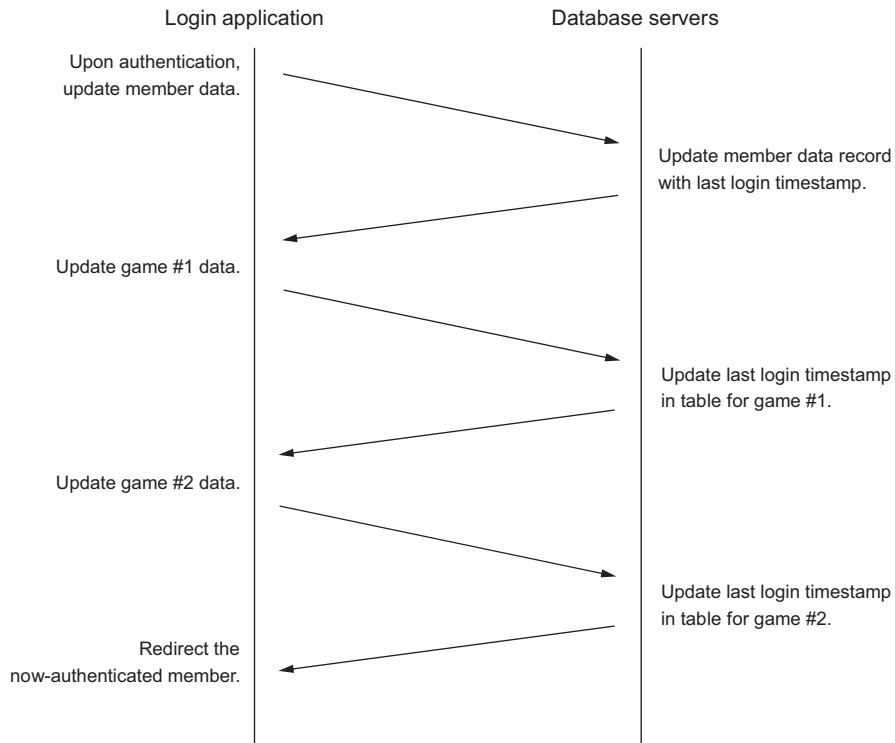 Login application
Database servers
Upon authentication,
update member data.
Update member data record
with last login timestamp.
Update game #1 data.
Update last login timestamp
in table for game #1.
Update game #2 data.
Update last login timestamp
in table for game #2.
Redirect the
now-authenticated member.